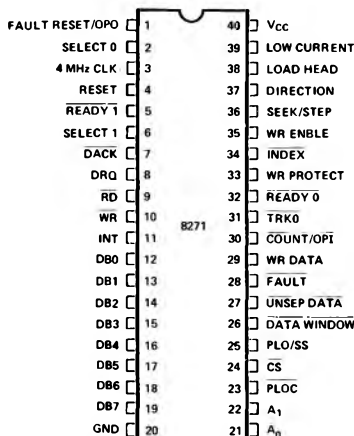 FAULT RESET/OPO 1 40 VCC
SELECT 0 2 39 LOW CURRENT
4 MHz CLK 3 38 LOAD HEAD
RESET 4 37 DIRECTION
READY 1 5 36 SEEK/STEP
SELECT 1 6 35 WR ENBLE
DACK 7 34 INDEX
DRQ 8 33 WR PROTECT
RD 9 32 READY 0
WR 10 31 TRK0
8271
INT 11 30 COUNT/OPI
DB0 12 29 WR DATA
DB1 13 28 FAULT
DB2 14 27 UNSEP DATA
DB3 15 26 DATA WINDOW
DB4 16 25 PLO/SS
DB5 17 24 CS
DB6 18 23 PLOC
DB7 19 22 A1
GND 20 21 A0